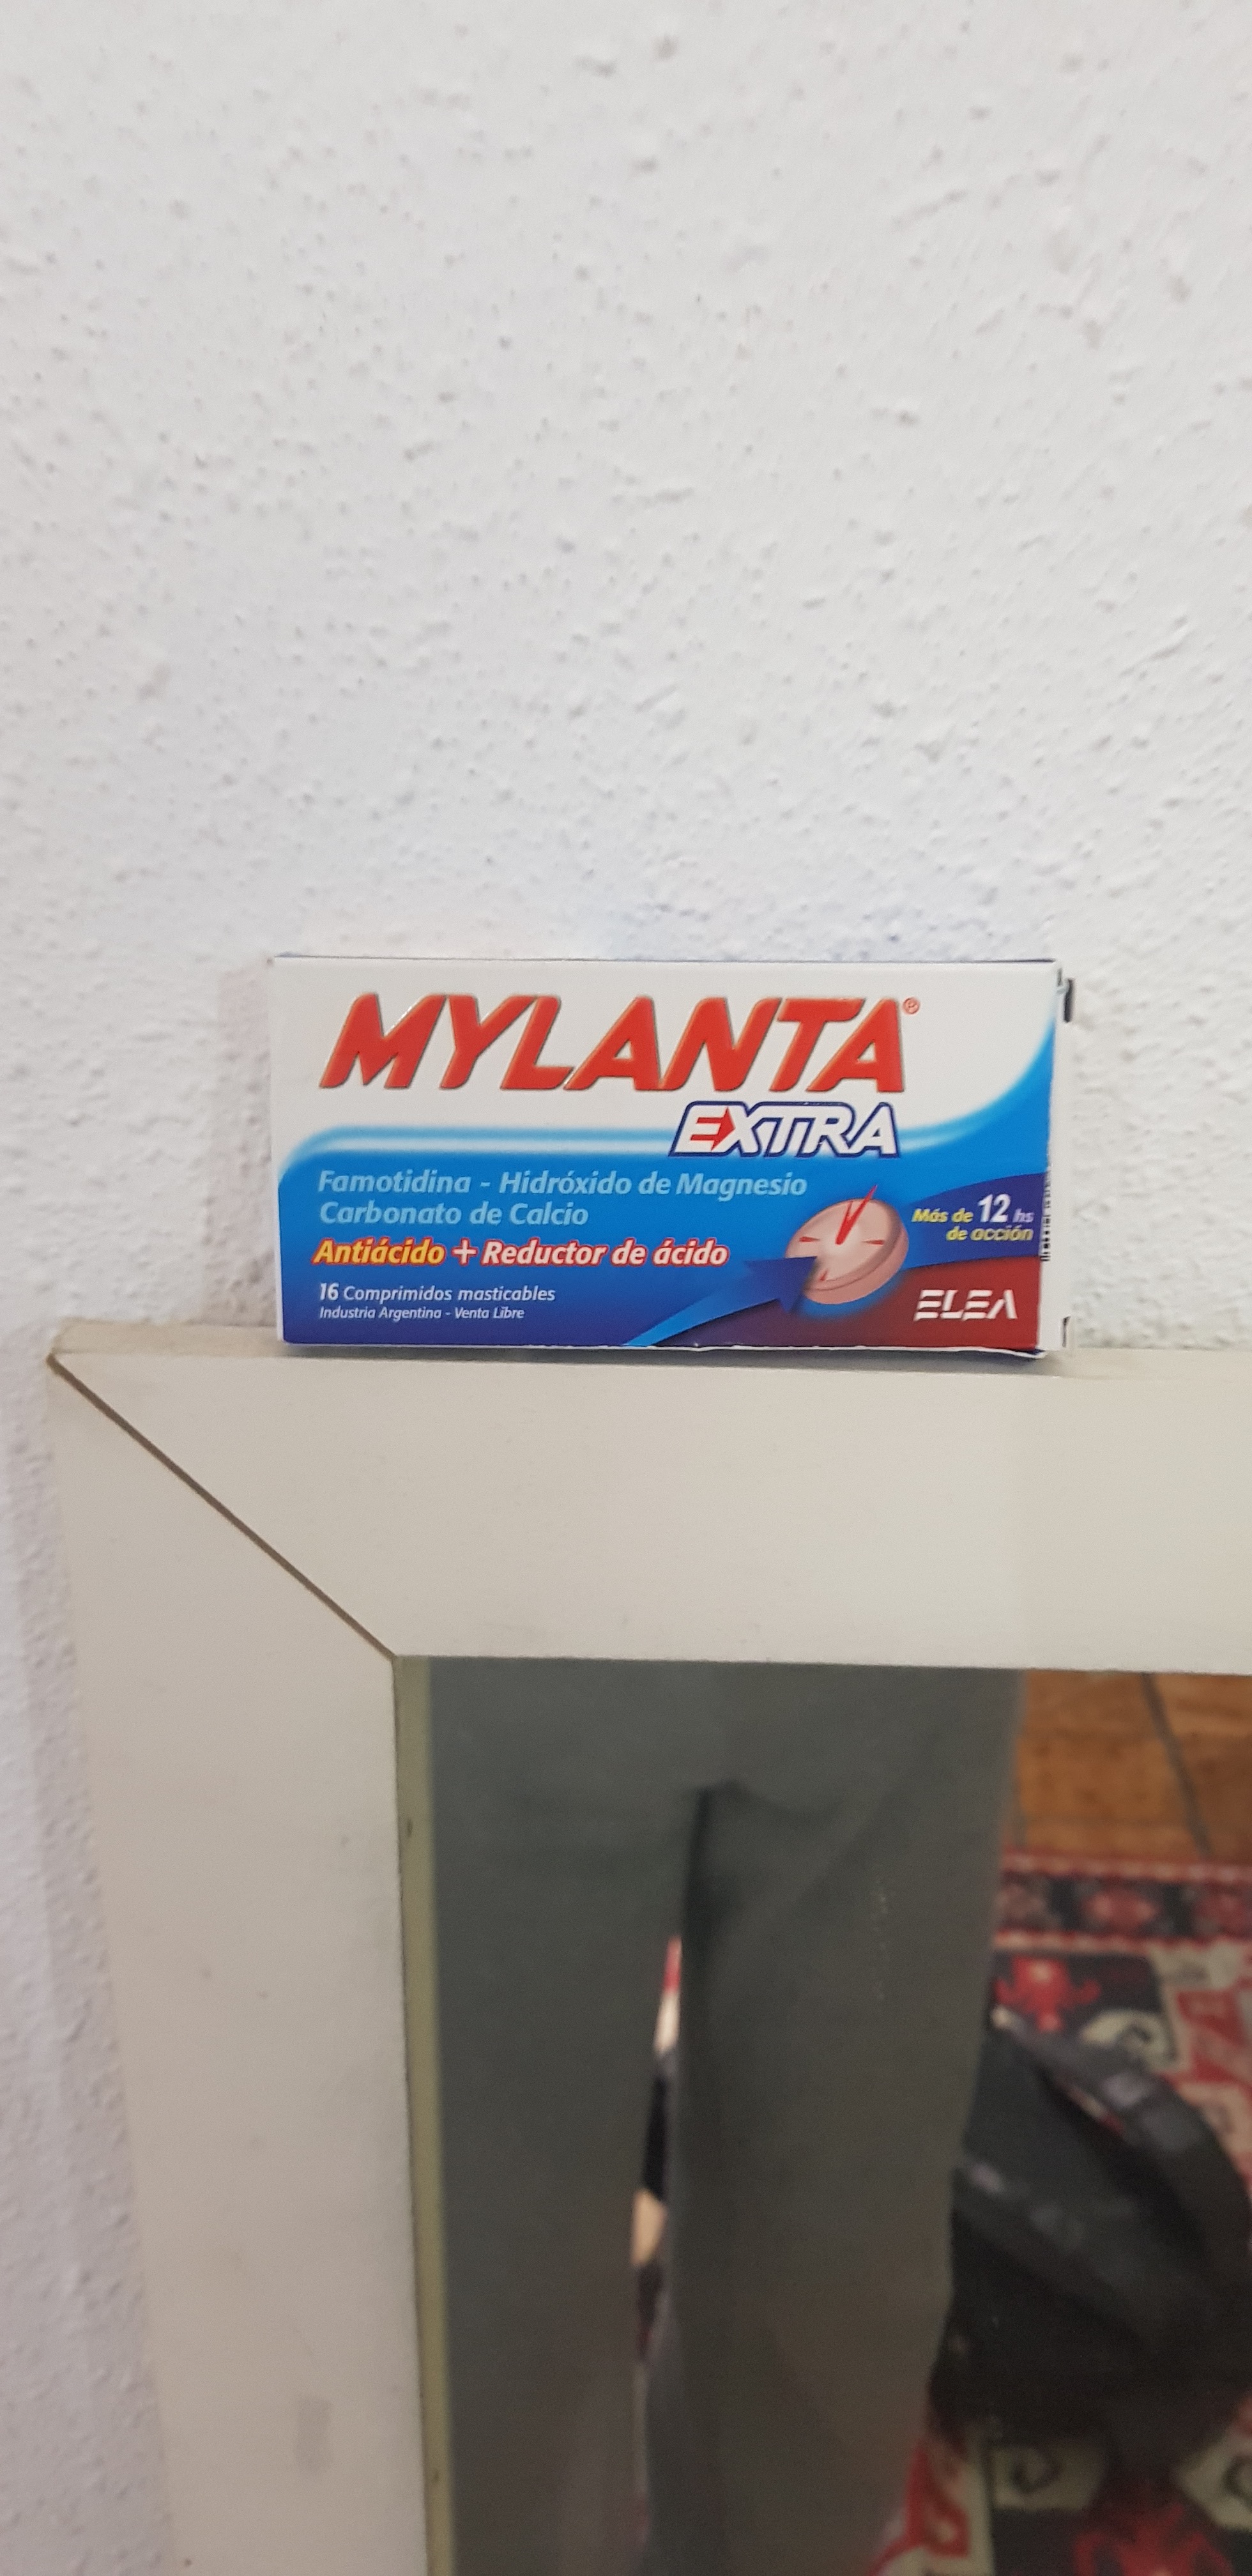 MYLANTA®
EXTRA
Famotidina - Hidróxido de Magnesio
Carbonato de Calcio
Antiácido + Reductor de ácido
16 Comprimidos masticables
Industria Argentina - Venta Libre
Más de 12 hs
de acción
ELEA